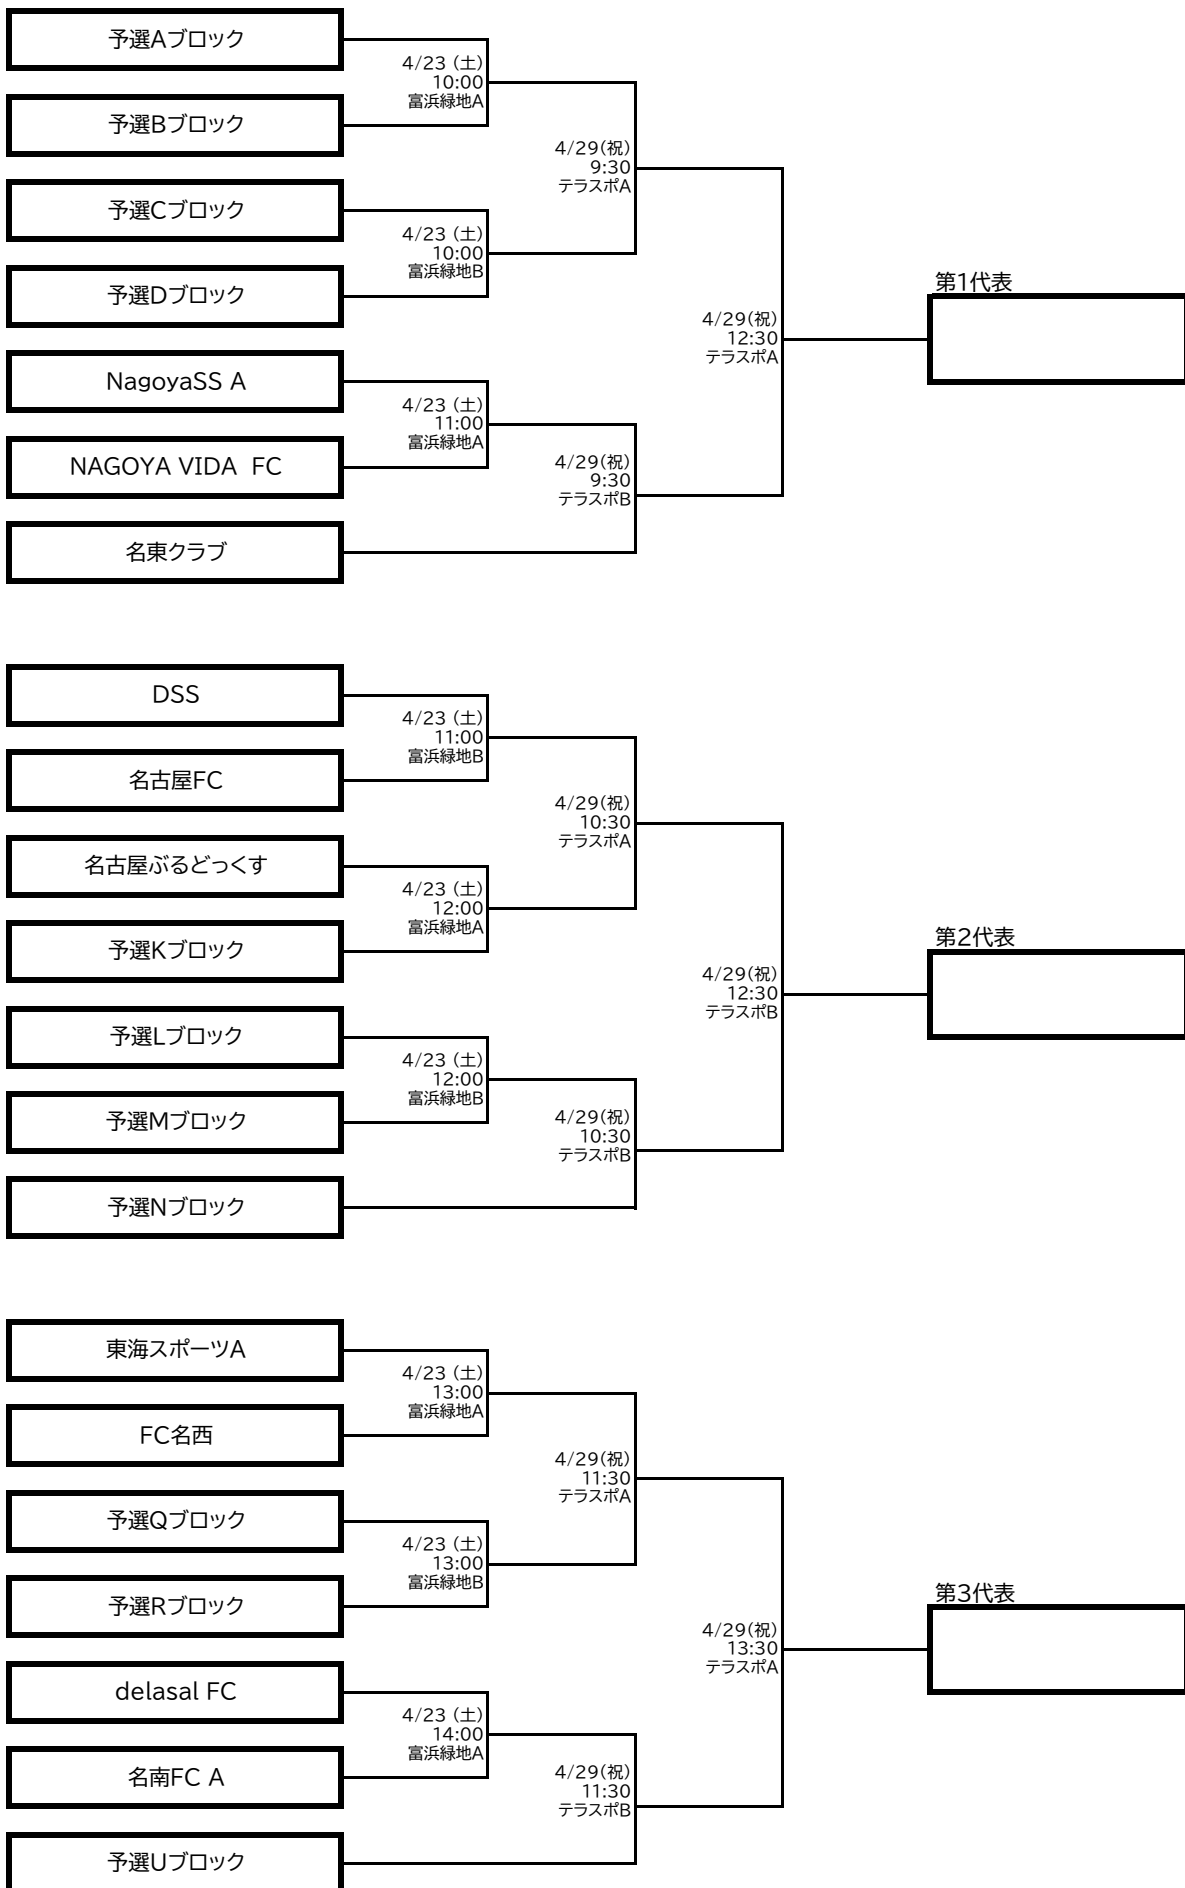 予選Aブロック
4/23 (土)
10:00
富浜緑地A
予選Bブロック
4/29(祝)
9:30
テラスポA
予選Cブロック
4/23 (土)
10:00
富浜緑地B
予選Dブロック
第1代表
4/29(祝)
12:30
テラスポA
NagoyaSS A
4/23 (土)
11:00
富浜緑地A
NAGOYA VIDA FC
4/29(祝)
9:30
テラスポB
名東クラブ
DSS
4/23 (土)
11:00
富浜緑地B
名古屋FC
4/29(祝)
10:30
テラスポA
名古屋ぶるどっくす
4/23 (土)
12:00
富浜緑地A
予選Kブロック
第2代表
4/29(祝)
12:30
テラスポB
予選Lブロック
4/23 (土)
12:00
富浜緑地B
予選Mブロック
4/29(祝)
10:30
テラスポB
予選Nブロック
東海スポーツA
4/23 (土)
13:00
富浜緑地A
FC名西
4/29(祝)
11:30
テラスポA
予選Qブロック
4/23 (土)
13:00
富浜緑地B
予選Rブロック
第3代表
4/29(祝)
13:30
テラスポA
delasal FC
4/23 (土)
14:00
富浜緑地A
名南FC A
4/29(祝)
11:30
テラスポB
予選Uブロック